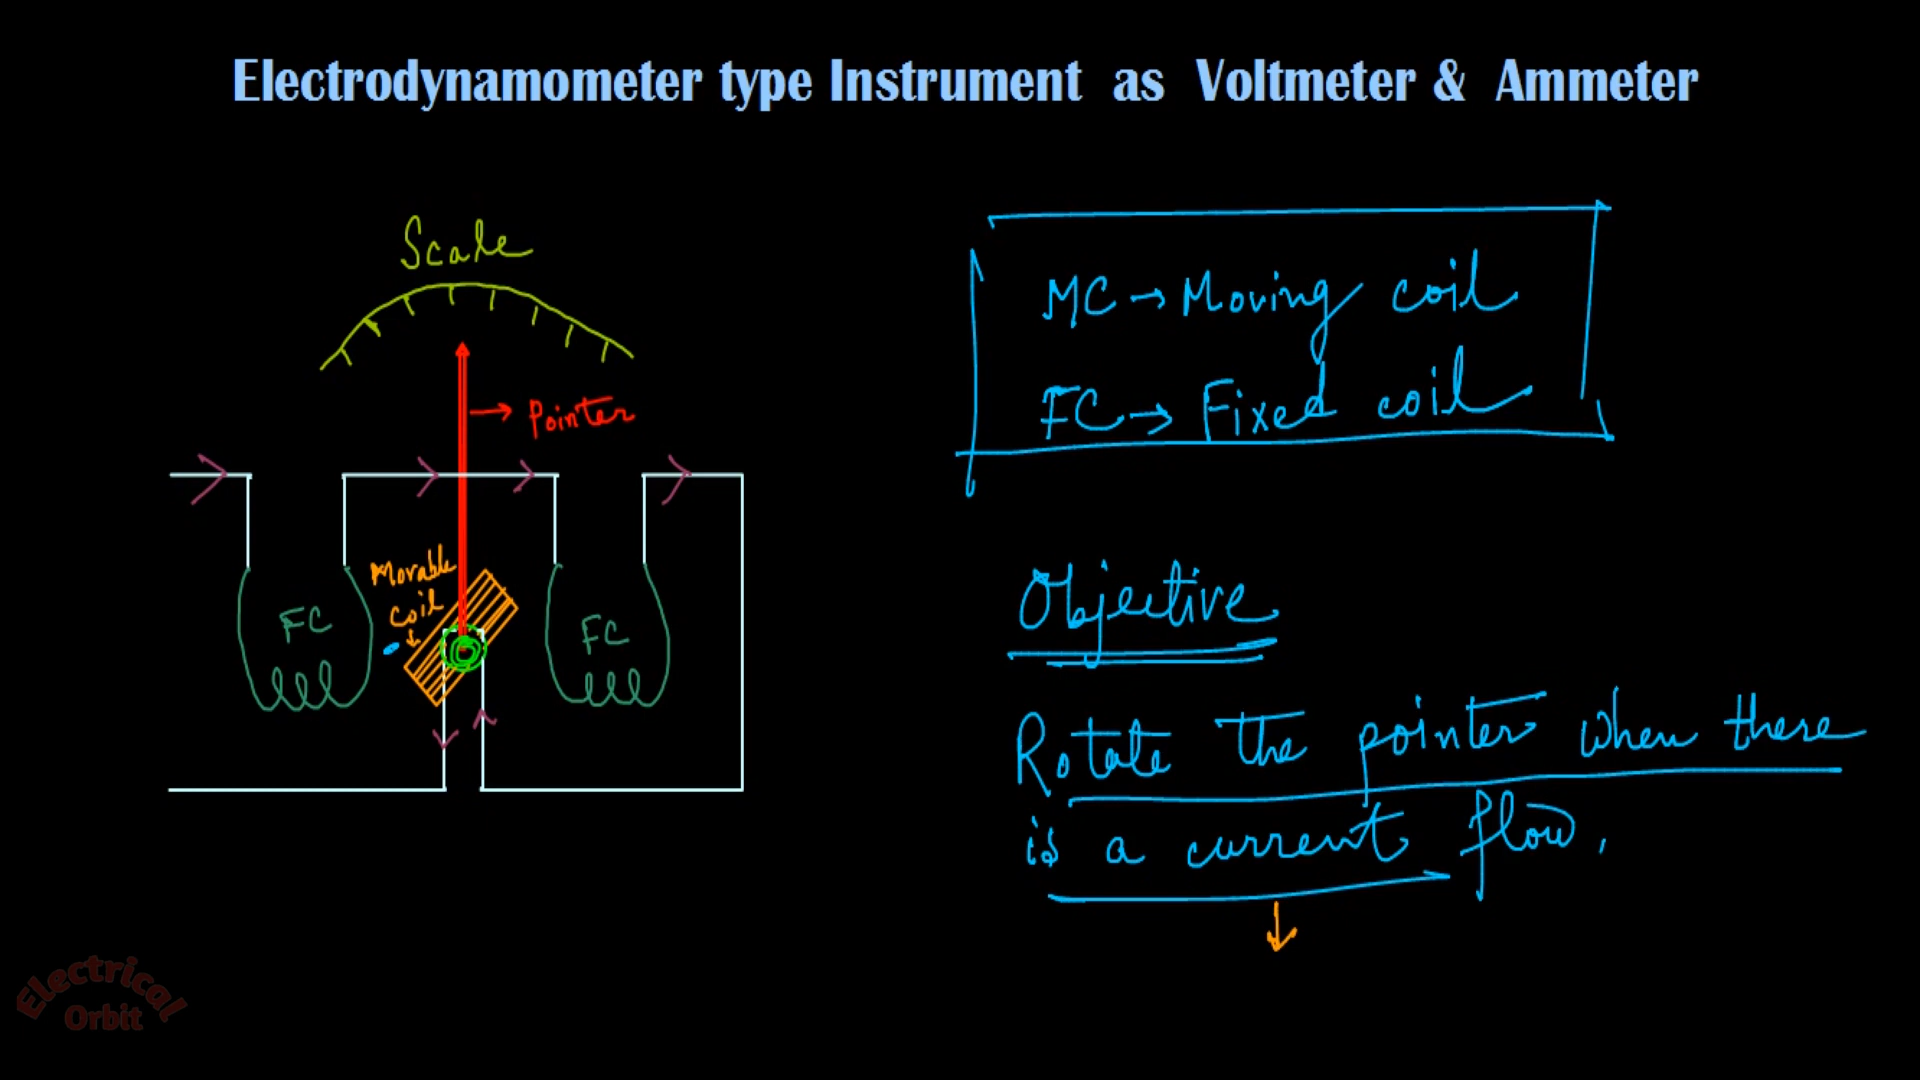 Electrodynamometer type Instrument as Voltmeter & Ammeter
Scale
Pointer
Movable
coil
FC
FC
MC → Moving coil
FC → Fixed coil
Objective
Rotate the pointer when there
is a current flow.
Electrical
Orbit